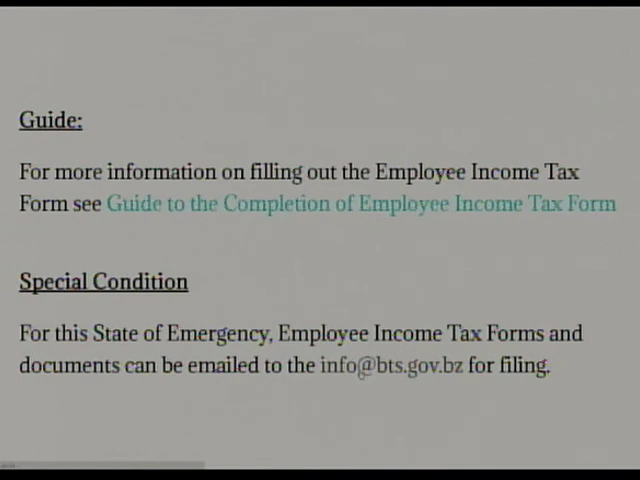 Guide:
For more information on filling out the Employee Income Tax
Form see Guide to the Completion of Employee Income Tax Form
Special Condition
For this State of Emergency, Employee Income Tax Forms and
documents can be emailed to the info@bts.gov.bz for filing.